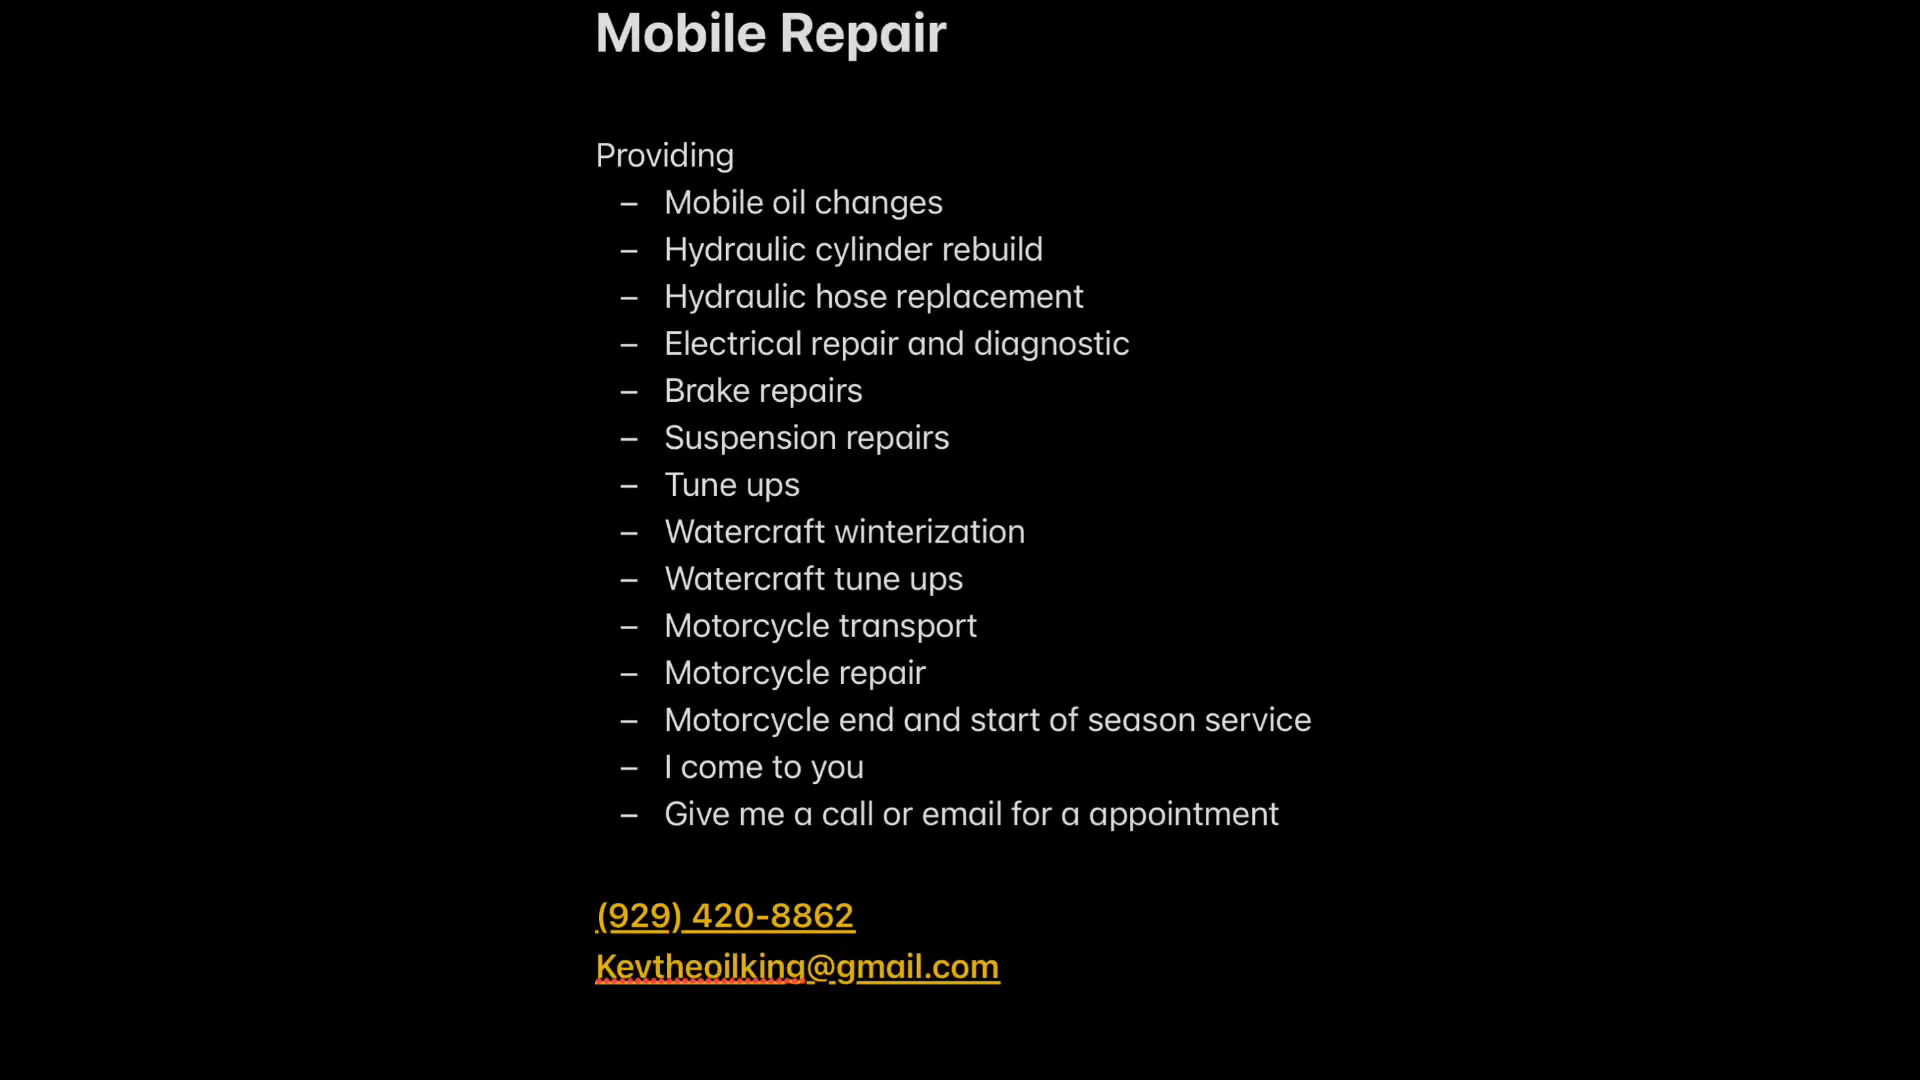 Mobile Repair
Providing
– Mobile oil changes
– Hydraulic cylinder rebuild
– Hydraulic hose replacement
– Electrical repair and diagnostic
– Brake repairs
– Suspension repairs
– Tune ups
– Watercraft winterization
– Watercraft tune ups
– Motorcycle transport
– Motorcycle repair
– Motorcycle end and start of season service
– I come to you
– Give me a call or email for a appointment
(929) 420-8862
Kevtheoilking@gmail.com